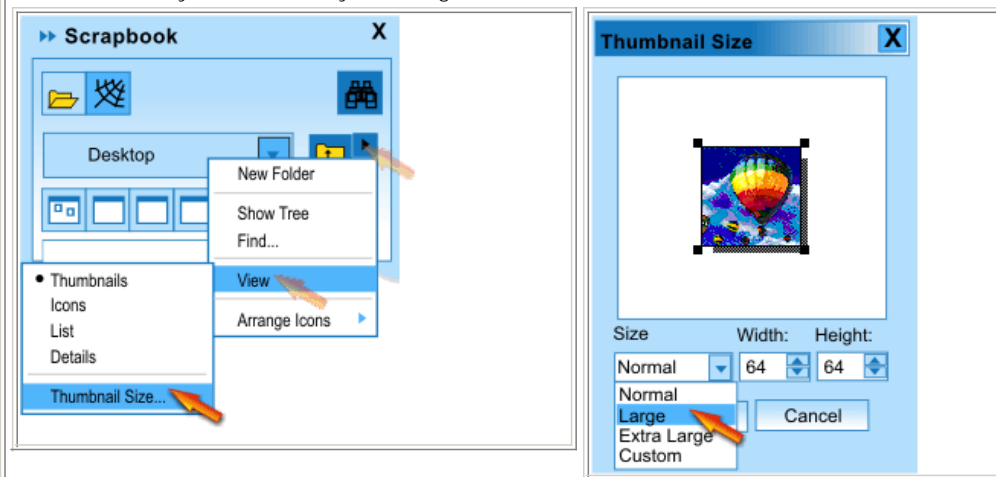 Scrapbook X
Desktop
New Folder
Show Tree
Find...
View
Arrange Icons
Thumbnails
Icons
List
Details
Thumbnail Size...
Thumbnail Size X
Size Width: Height:
Normal 64 64
Normal
Large
Extra Large
Custom
Cancel